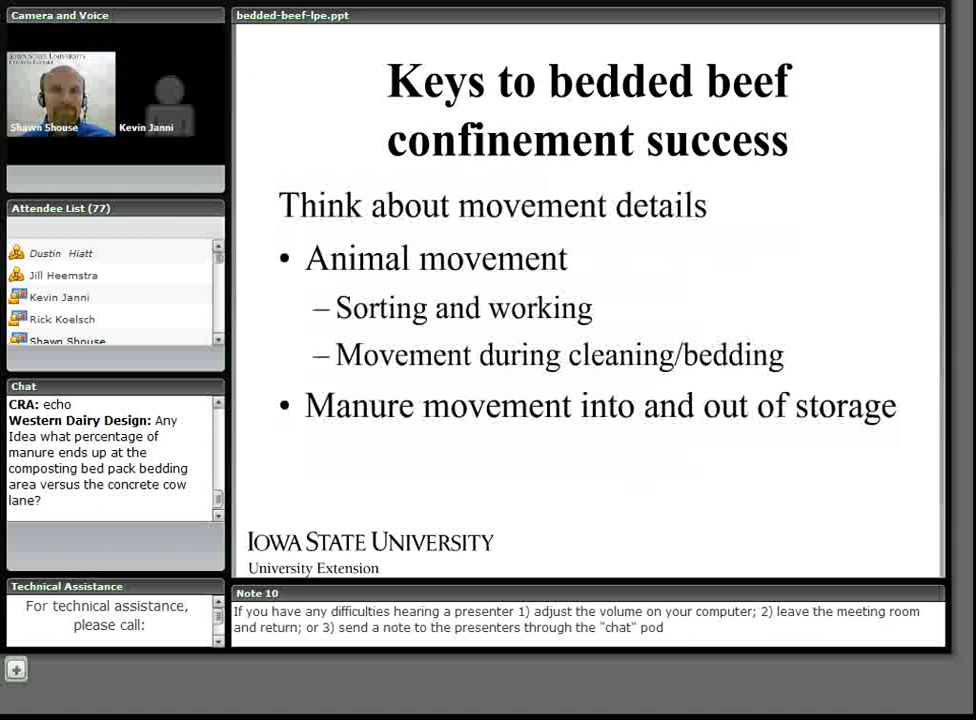 Camera and Voice
IOWA STATE UNIVERSITY
Shawn Shouse
Kevin Janni
Attendee List (77)
Dustin Hiatt
Jill Heemstra
Kevin Janni
Rick Koelsch
Shawn Shouse
Chat
CRA: echo
Western Dairy Design: Any
Idea what percentage of
manure ends up at the
composting bed pack bedding
area versus the concrete cow
lane?
Technical Assistance
For technical assistance,
please call:
bedded-beef-lpe.ppt
Keys to bedded beef
confinement success
Think about movement details
• Animal movement
– Sorting and working
– Movement during cleaning/bedding
• Manure movement into and out of storage
IOWA STATE UNIVERSITY
University Extension
Note 10
If you have any difficulties hearing a presenter 1) adjust the volume on your computer; 2) leave the meeting room
and return; or 3) send a note to the presenters through the "chat" pod